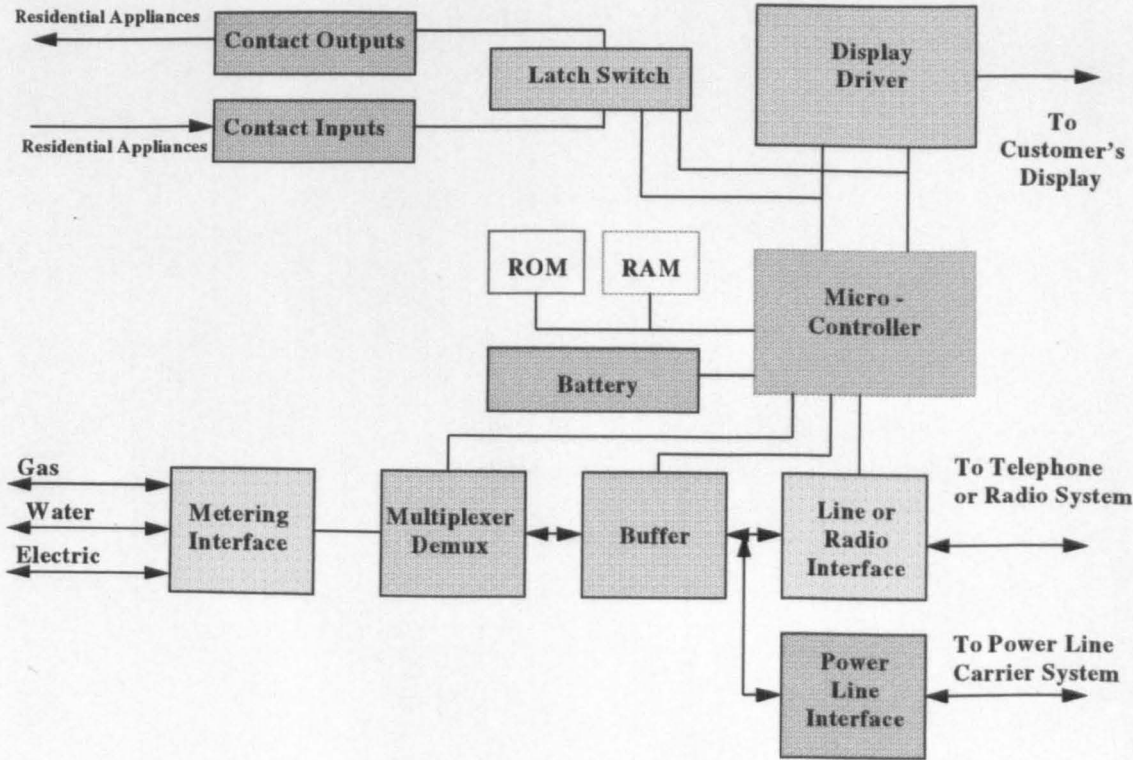 Residential Appliances
Contact Outputs
Latch Switch
Display
Driver
Contact Inputs
Residential Appliances
To
Customer's
Display
ROM
RAM
Micro -
Controller
Battery
Gas
Water
Electric
Metering
Interface
Multiplexer
Demux
Buffer
Line or
Radio
Interface
To Telephone
or Radio System
Power
Line
Interface
To Power Line
Carrier System